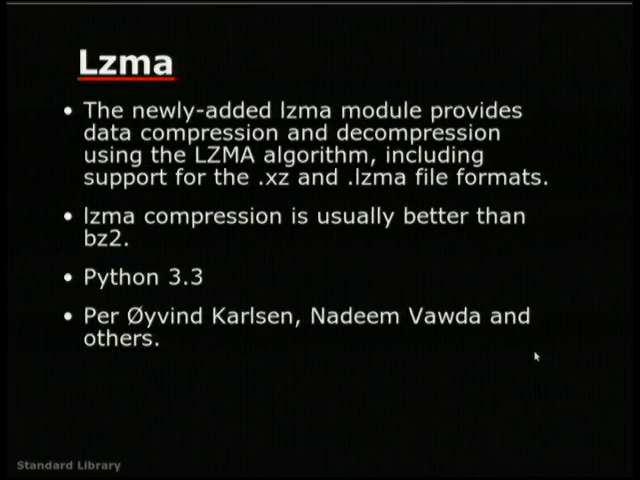 Lzma
• The newly-added lzma module provides
data compression and decompression
using the LZMA algorithm, including
support for the .xz and .lzma file formats.
• lzma compression is usually better than
bz2.
• Python 3.3
• Per Øyvind Karlsen, Nadeem Vawda and
others.
Standard Library